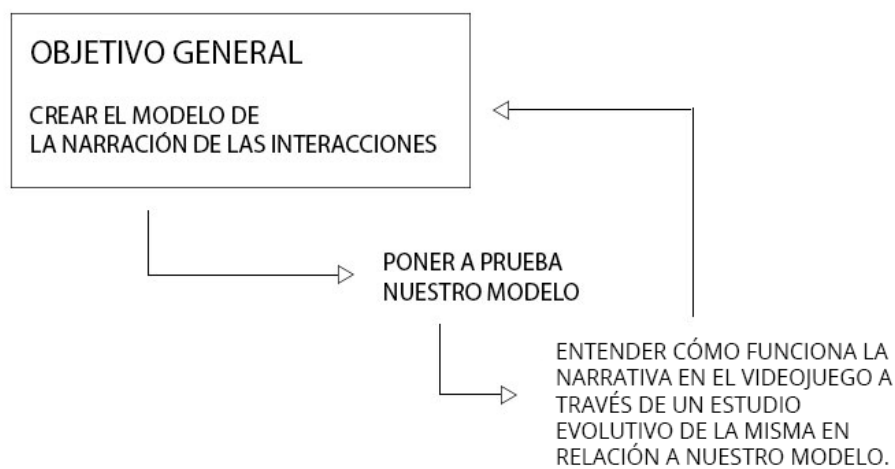 OBJETIVO GENERAL
CREAR EL MODELO DE
LA NARRACIÓN DE LAS INTERACCIONES
PONER A PRUEBA
NUESTRO MODELO
ENTENDER CÓMO FUNCIONA LA
NARRATIVA EN EL VIDEOJUEGO A
TRAVÉS DE UN ESTUDIO
EVOLUTIVO DE LA MISMA EN
RELACIÓN A NUESTRO MODELO.